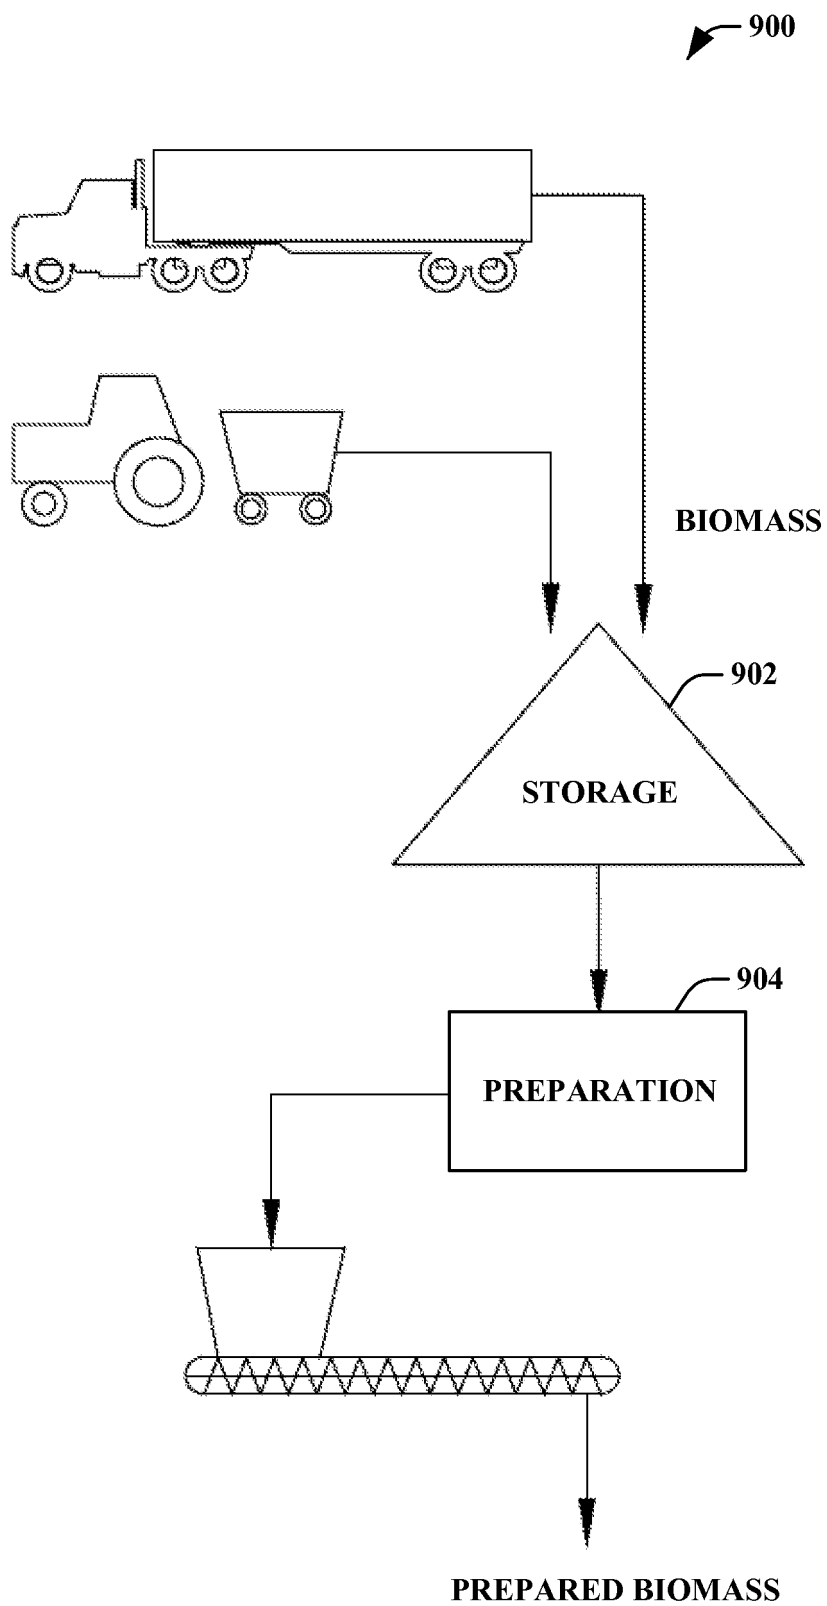 900
BIOMASS
902
STORAGE
904
PREPARATION
PREPARED BIOMASS